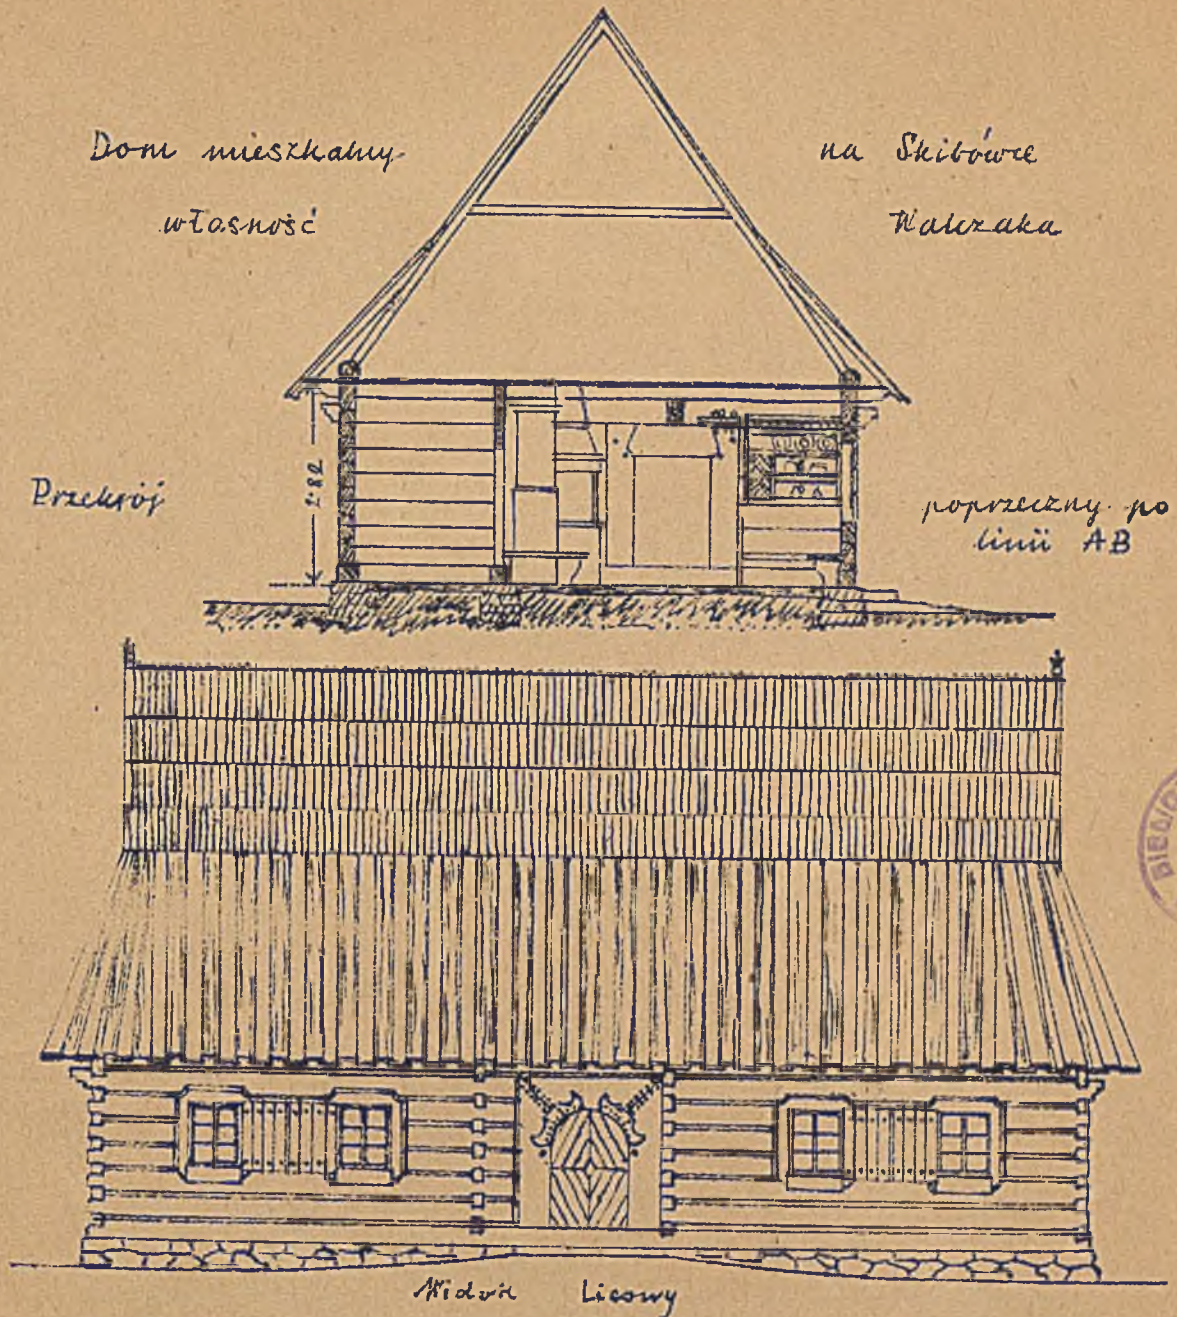 Dom mieszkalny na Skibówce
własność Walczaka
2·82
Przekrój poprzeczny po
linii AB
Widok Licowy